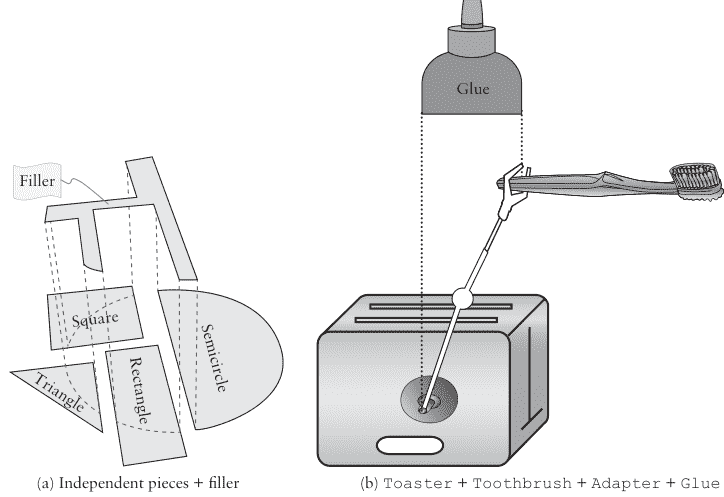 Glue
Filler
Square
Semicircle
Triangle
Rectangle
(a) Independent pieces + filler
(b) Toaster + Toothbrush + Adapter + Glue